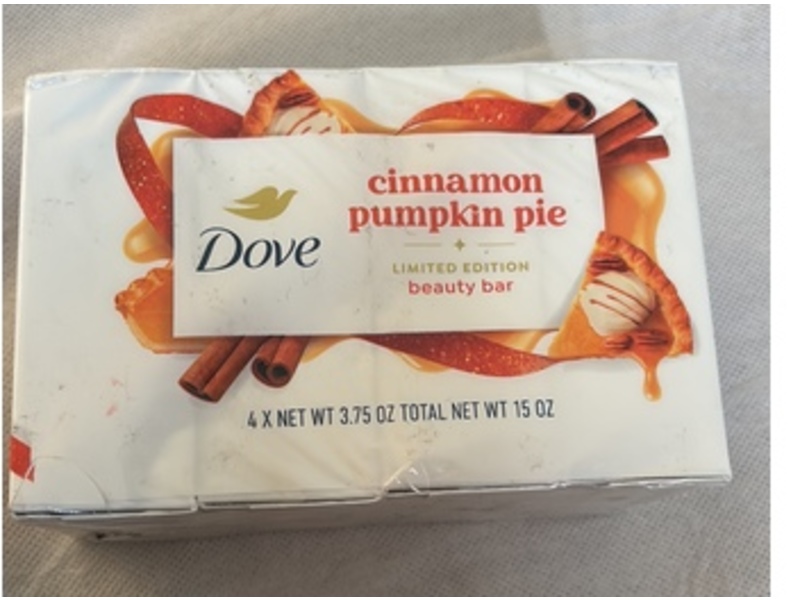 Dove
cinnamon
pumpkin pie
LIMITED EDITION
beauty bar
4 X NET WT 3.75 OZ TOTAL NET WT 15 OZ